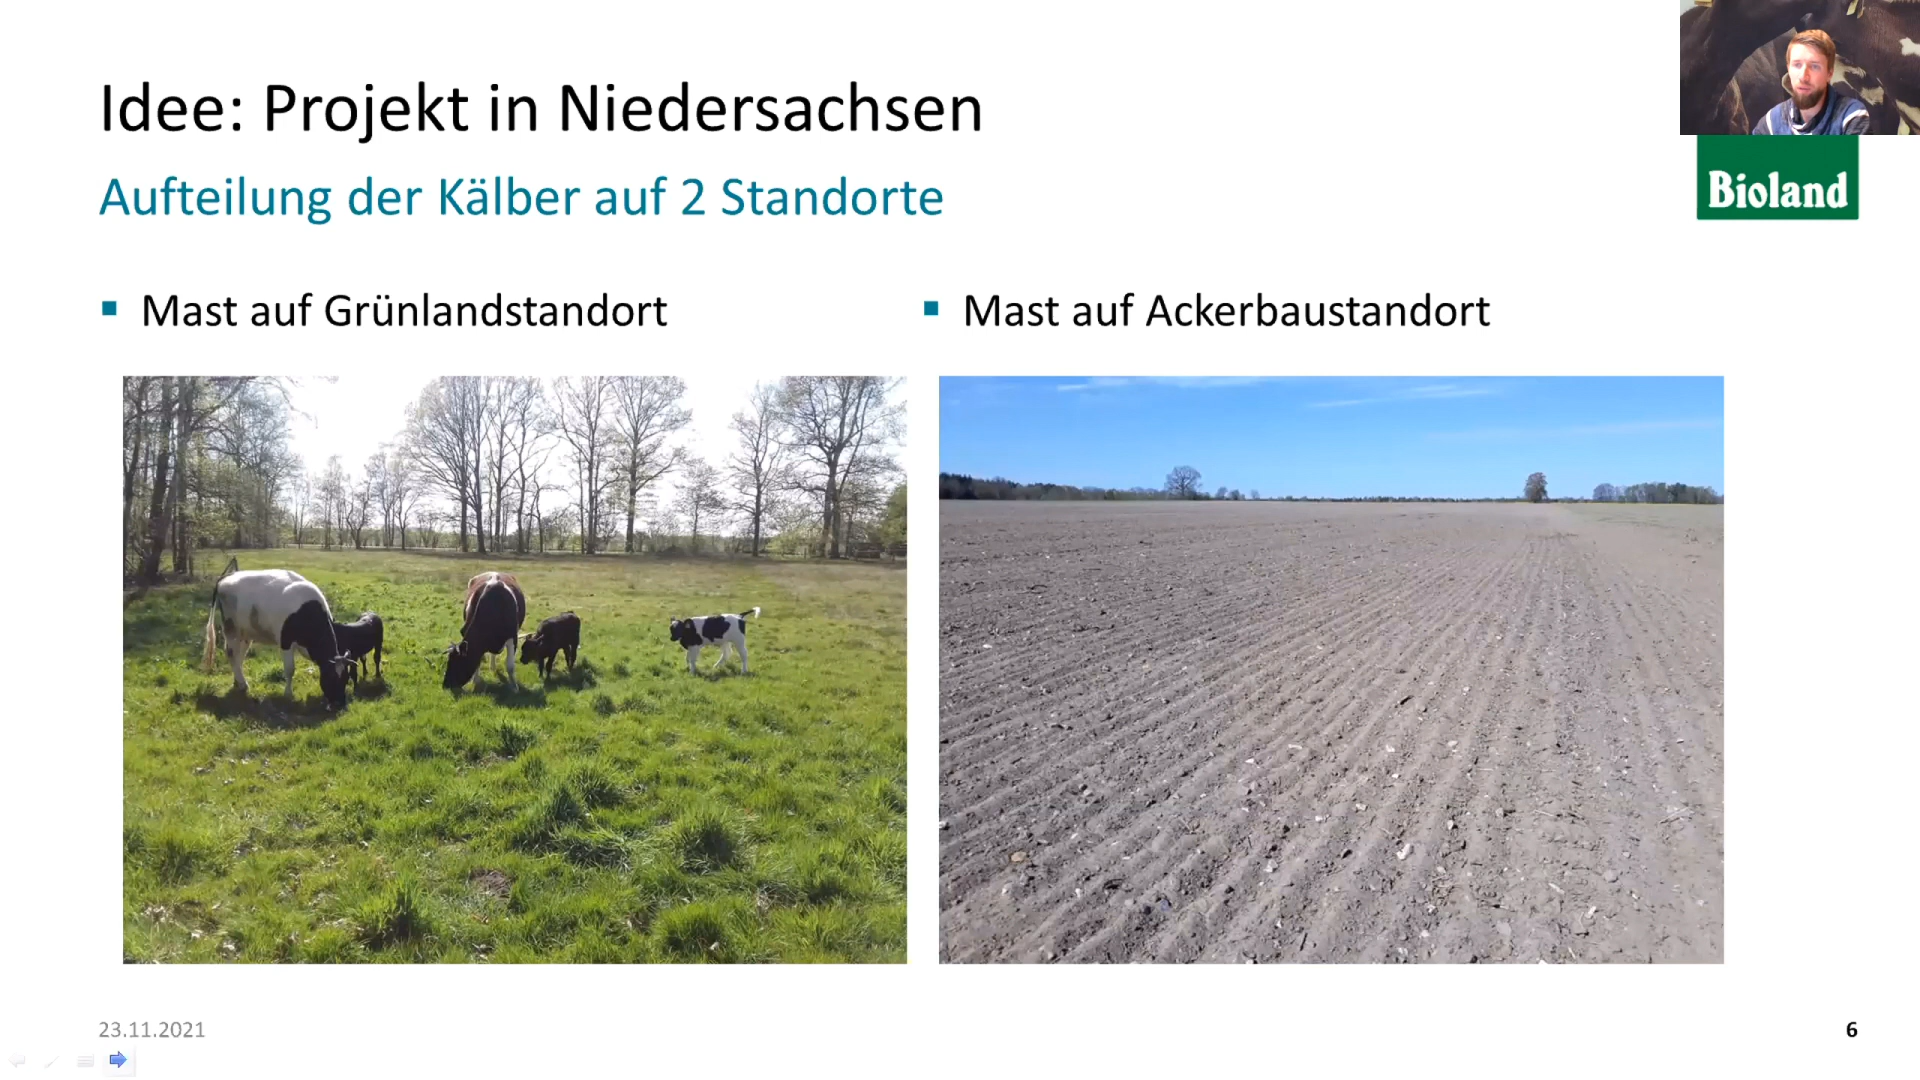 Idee: Projekt in Niedersachsen
Aufteilung der Kälber auf 2 Standorte
Bioland
▪ Mast auf Grünlandstandort
▪ Mast auf Ackerbaustandort
23.11.2021
6